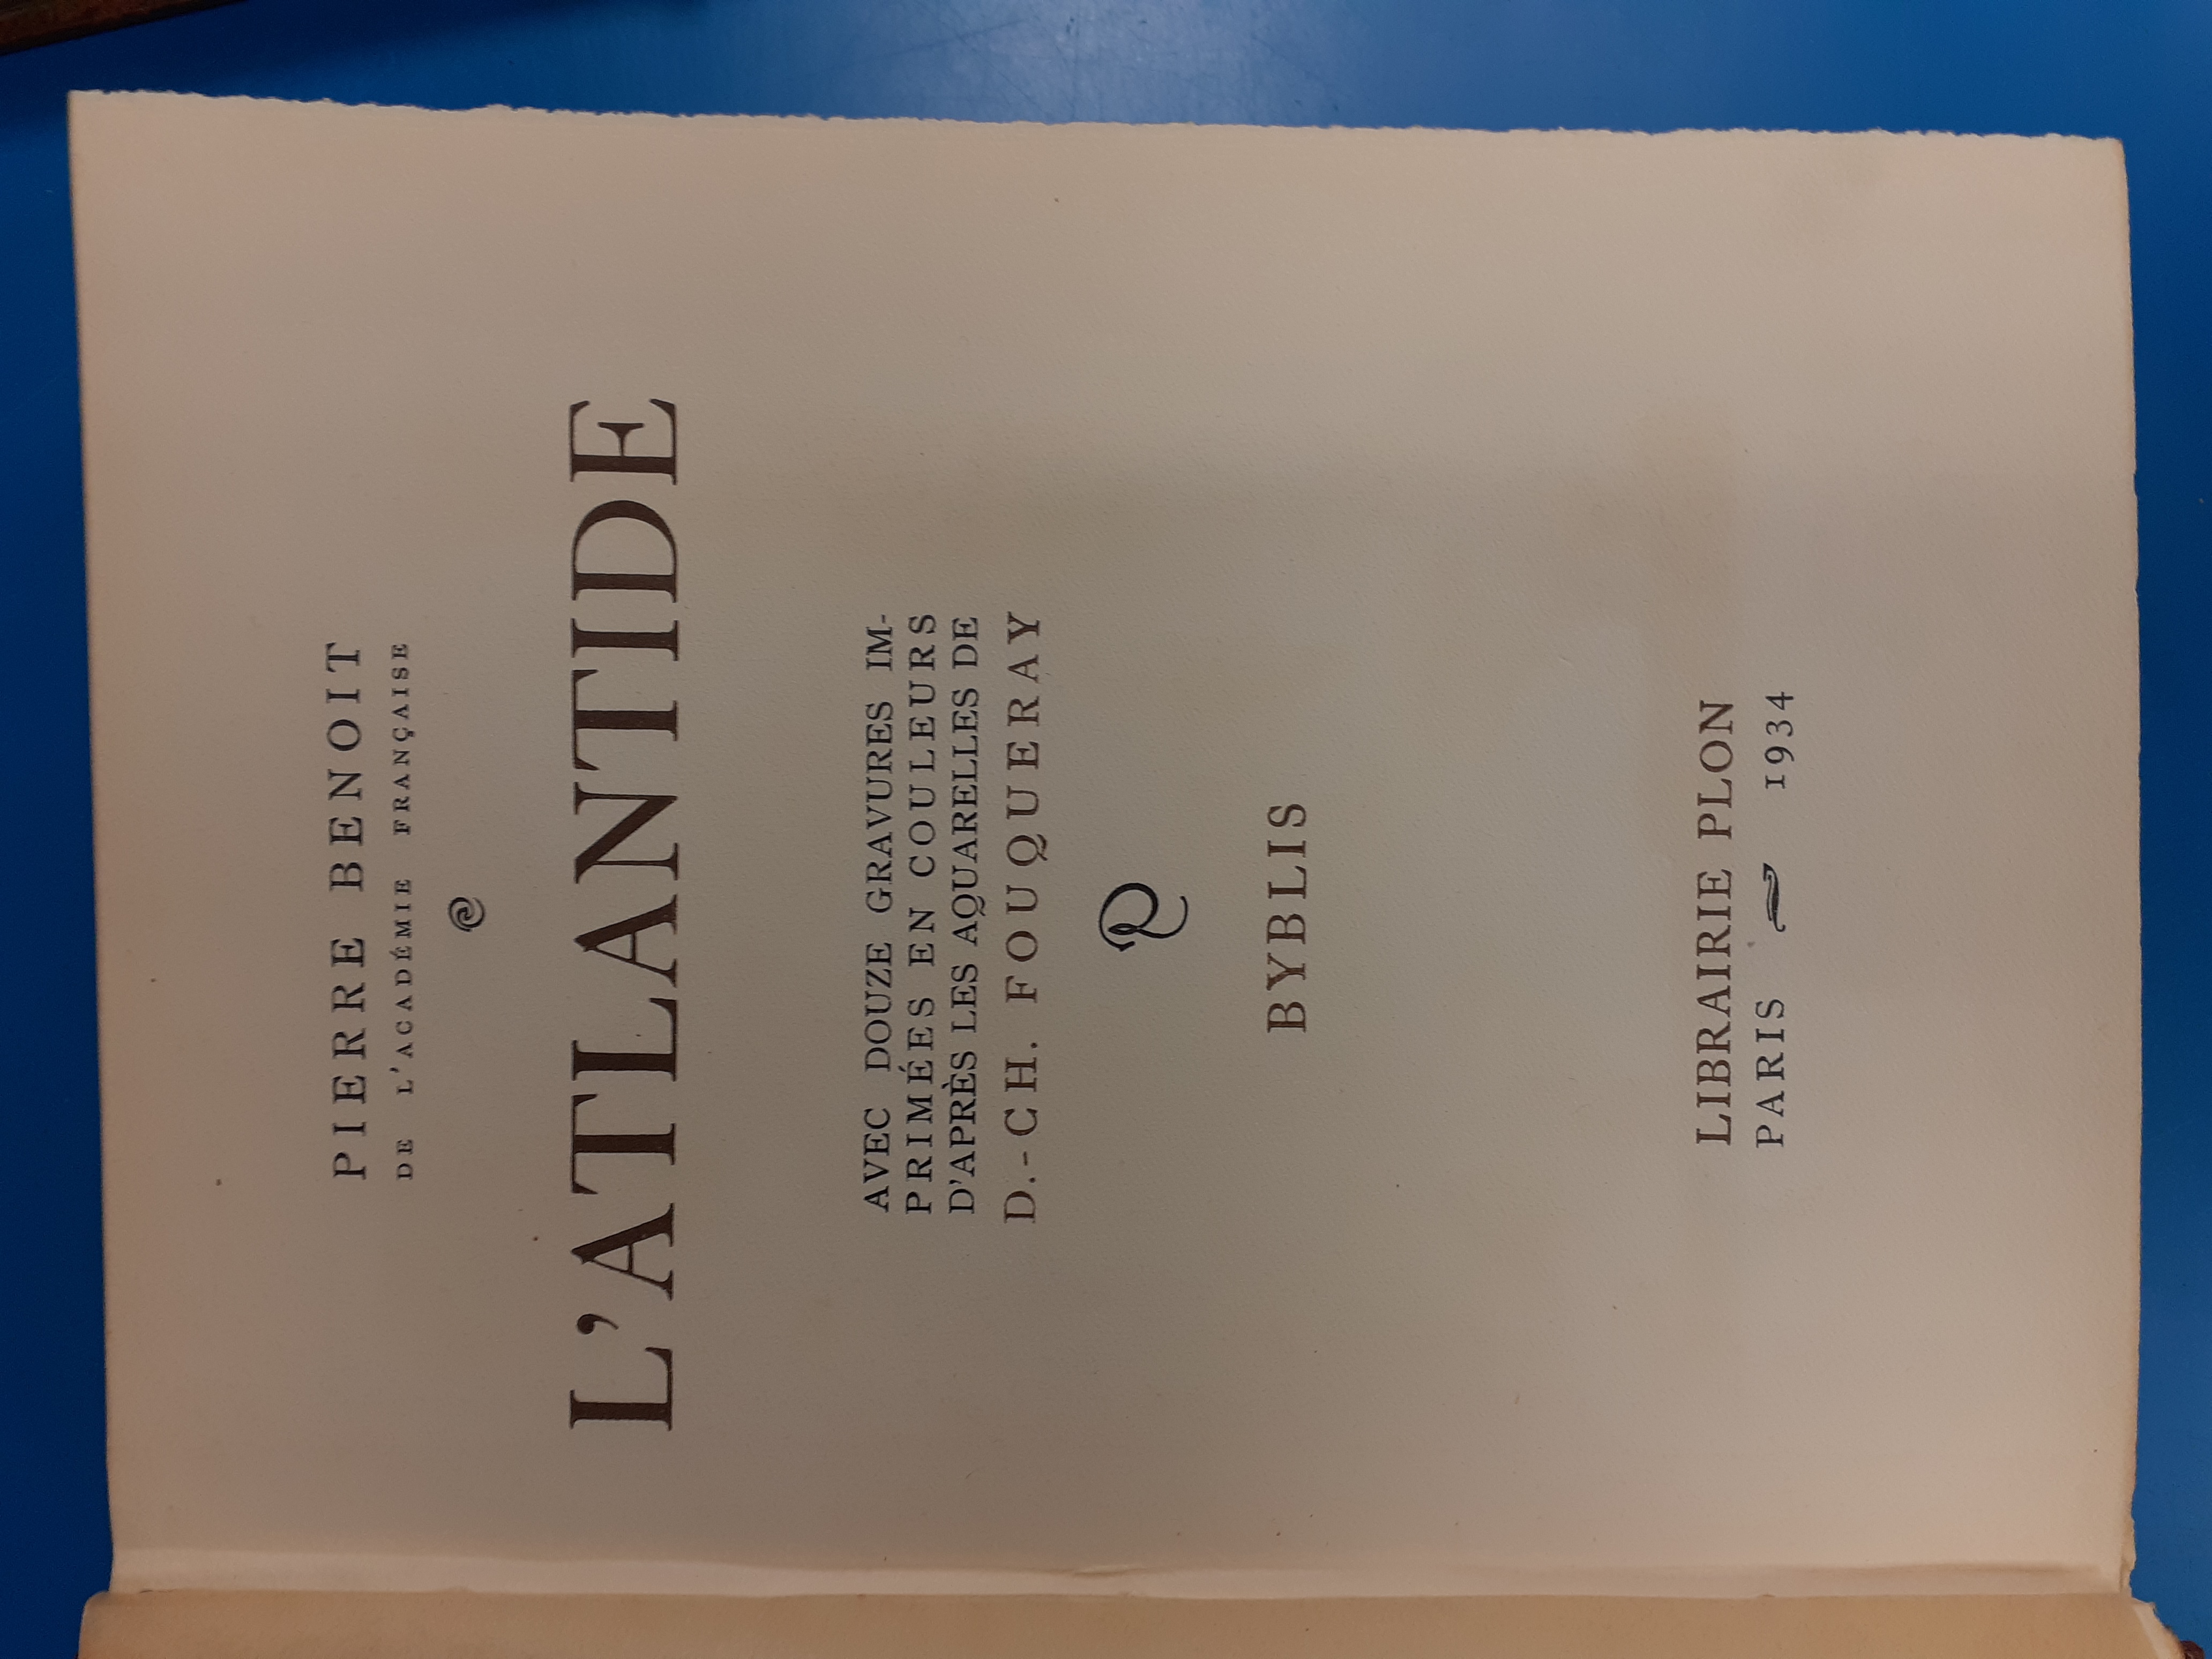 PIERRE BENOIT
DE L'ACADÉMIE FRANÇAISE
L'ATLANTIDE
AVEC DOUZE GRAVURES IM-
PRIMÉES EN COULEURS
D'APRÈS LES AQUARELLES DE
D.-CH. FOUQUERAY
BYBLIS
LIBRAIRIE PLON
PARIS 1934